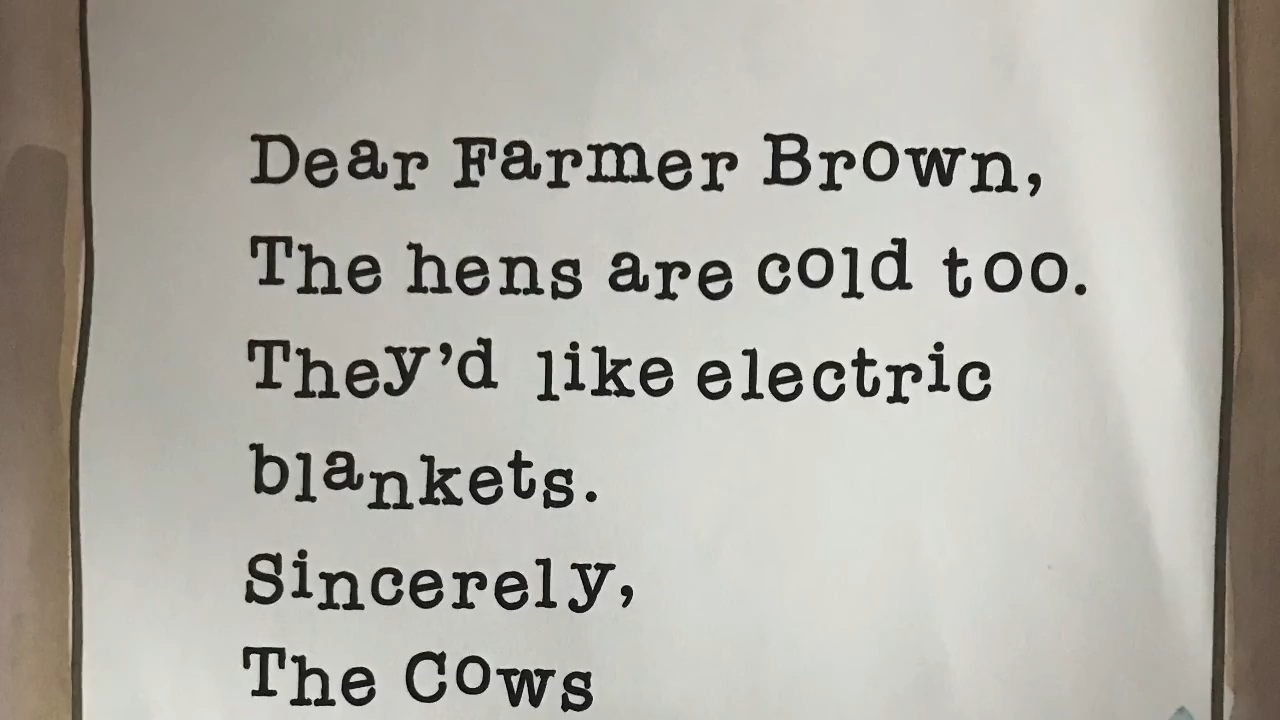 Dear Farmer Brown,
The hens are cold too.
They’d like electric
blankets.
Sincerely,
The Cows